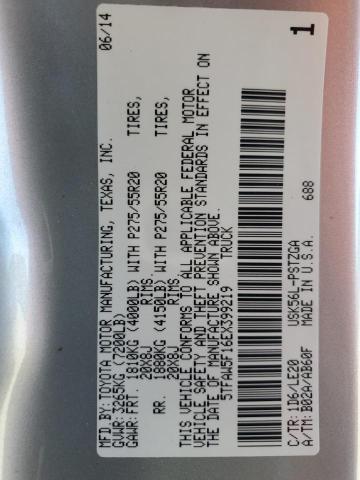 MFD.BY: TOYOTA MOTOR MANUFACTURING, TEXAS, INC. 06/14
GVWR: 3265KG (7200LB)
GAWR: FRT. 1810KG (4000LB) WITH P275/55R20 TIRES,
20X8J RIMS.
RR. 1880KG (4150LB) WITH P275/55R20 TIRES,
20X8J RIMS.
THIS VEHICLE CONFORMS TO ALL APPLICABLE FEDERAL MOTOR
VEHICLE SAFETY AND THEFT PREVENTION STANDARDS IN EFFECT ON
THE DATE OF MANUFACTURE SHOWN ABOVE.
5TFAW5F16EX399219 TRUCK
688
C/TR: 1D6/LE20 USK56L-PSTZGA
A/TM: B02A/AB60F MADE IN U.S.A. 1